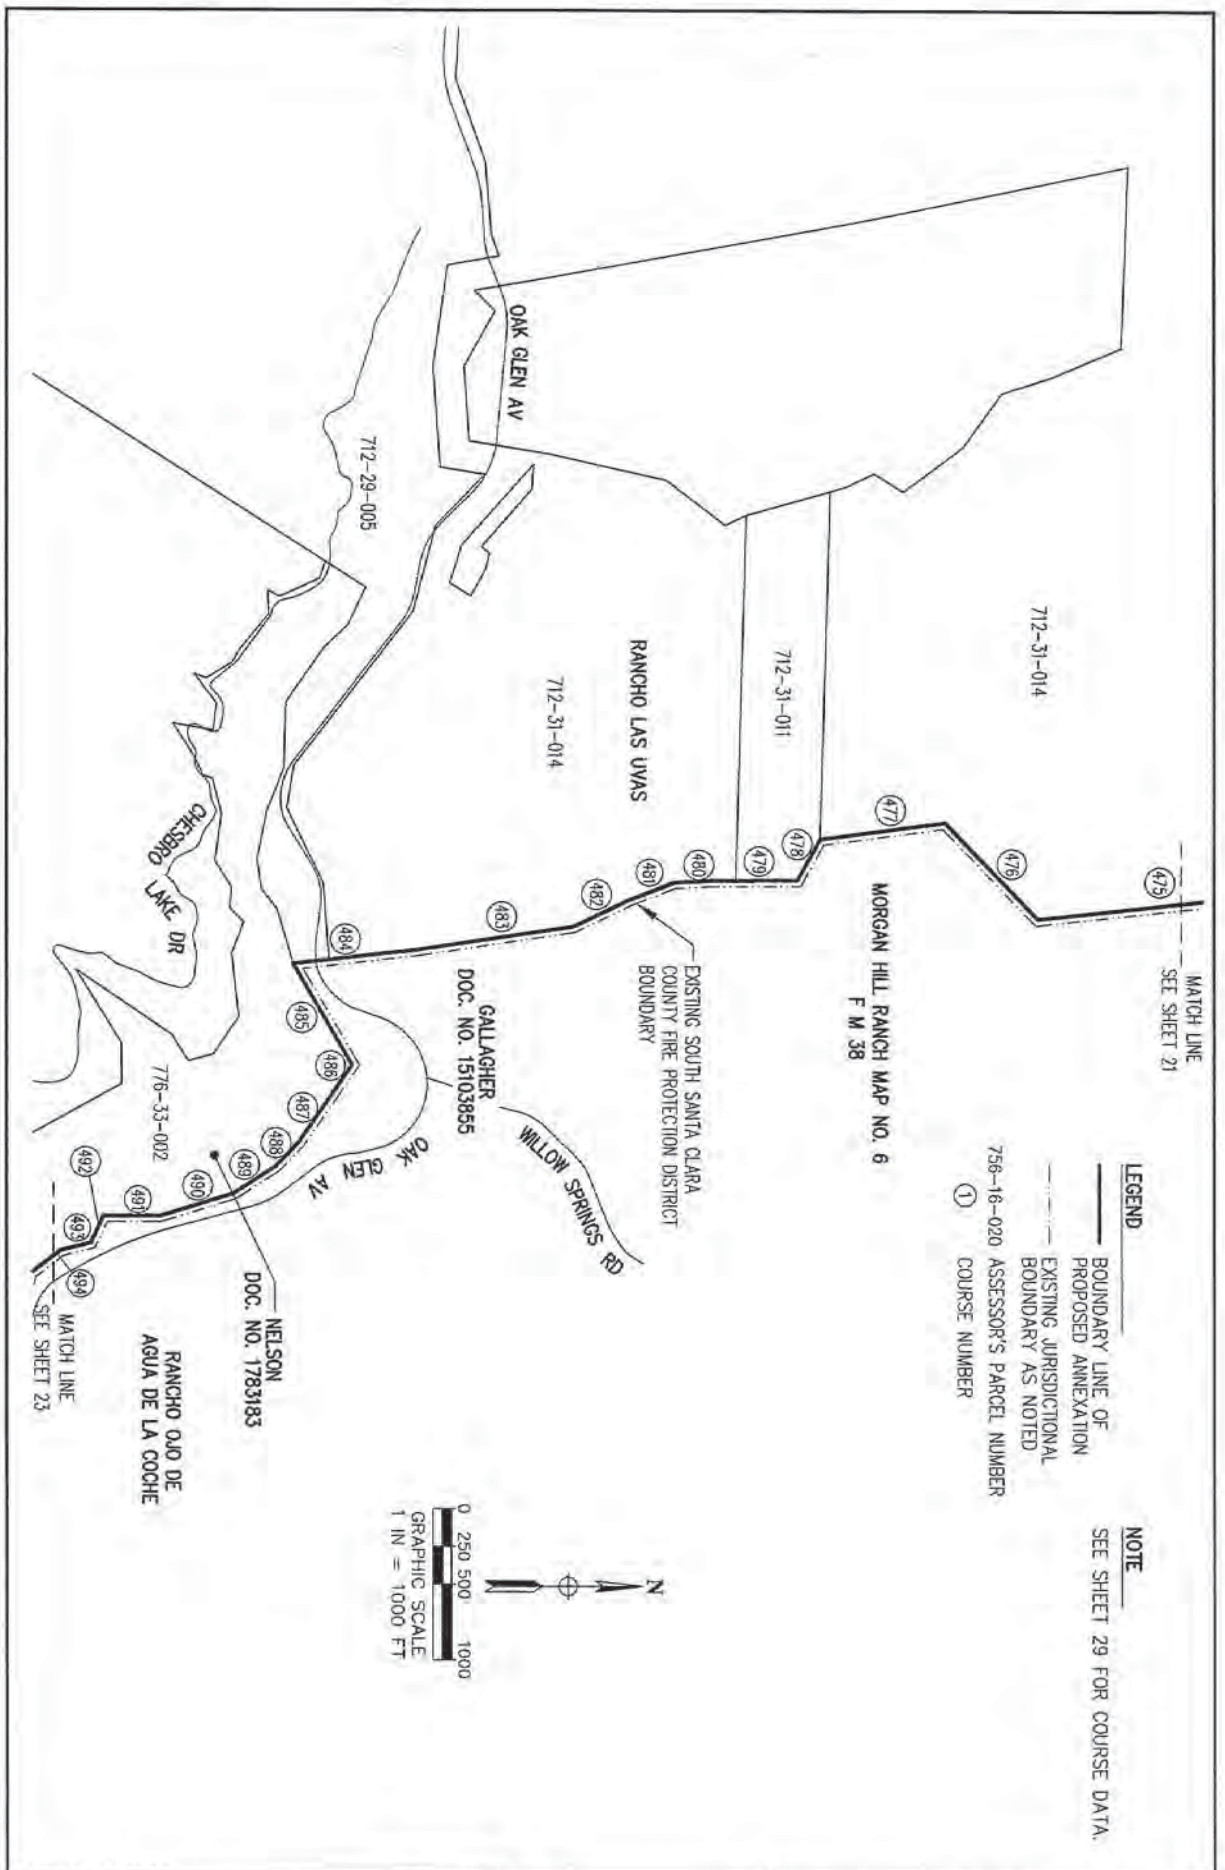 LEGEND
BOUNDARY LINE OF
PROPOSED ANNEXATION
EXISTING JURISDICTIONAL
BOUNDARY AS NOTED
756-16-020 ASSESSOR'S PARCEL NUMBER
1 COURSE NUMBER
NOTE
SEE SHEET 29 FOR COURSE DATA.
MATCH LINE
SEE SHEET 21
475
476
477
478
479
480
481
482
483
484
485
486
487
488
489
490
491
492
493
494
712-31-014
712-31-011
MORGAN HILL RANCH MAP NO. 6
F M 38
RANCHO LAS UVAS
712-31-014
EXISTING SOUTH SANTA CLARA
COUNTY FIRE PROTECTION DISTRICT
BOUNDARY
OAK GLEN AV
712-29-005
GALLAGHER
DOC. NO. 15103855
WILLOW SPRINGS RD
OAK GLEN AV
CHESBRO
LAKE DR
776-33-002
NELSON
DOC. NO. 1783183
RANCHO OJO DE
AGUA DE LA COCHE
MATCH LINE
SEE SHEET 23
N
0 250 500 1000
GRAPHIC SCALE
1 IN = 1000 FT